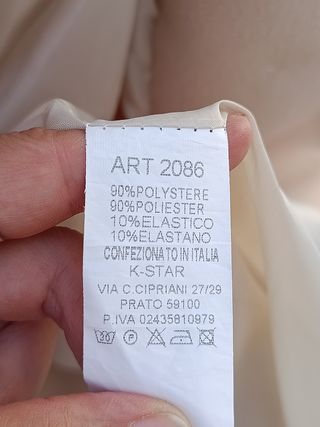 ART 2086
90%POLYSTERE
90%POLIESTER
10%ELASTICO
10%ELASTANO
CONFEZIONATO IN ITALIA
K-STAR
VIA C.CIPRIANI 27/29
PRATO 59100
P.IVA 02435810979
30 P